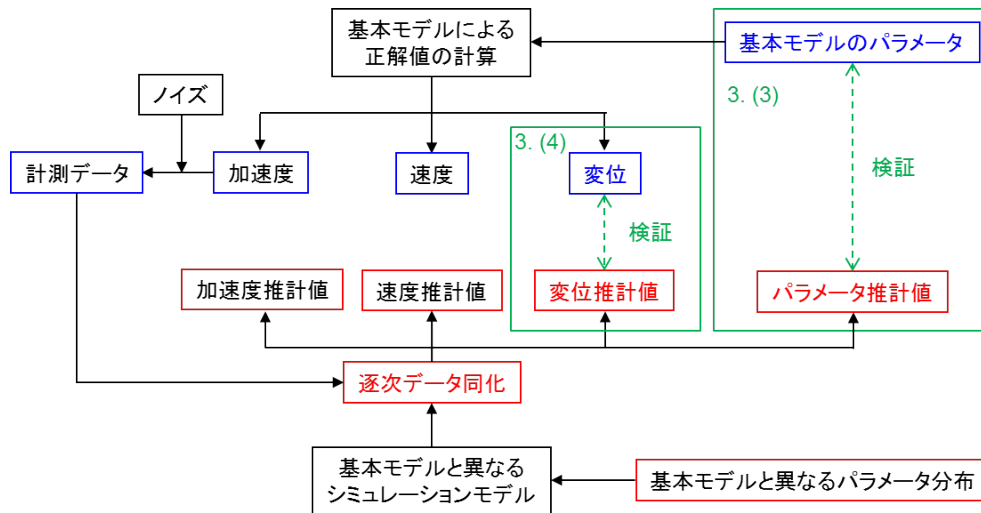 基本モデルによる
正解値の計算
基本モデルのパラメータ
3. (3)
ノイズ
3. (4)
計測データ
加速度
速度
変位
検証
検証
加速度推計値
速度推計値
変位推計値
パラメータ推計値
逐次データ同化
基本モデルと異なる
シミュレーションモデル
基本モデルと異なるパラメータ分布